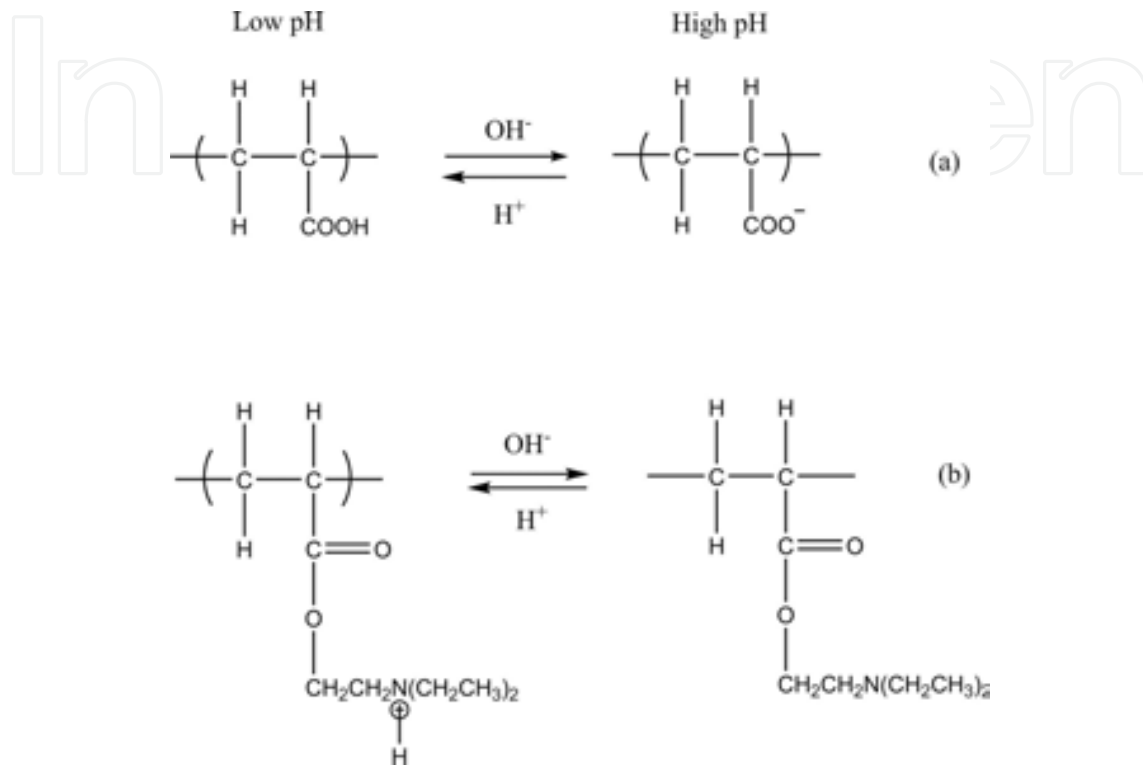 Low pH High pH
H H H H
OH⁻
( C C ) ( C C ) (a)
H⁺
H COOH H COO⁻
H H H H
OH⁻
( C C ) C C (b)
H⁺
H C O H C O
O O
CH₂CH₂N(CH₂CH₃)₂ CH₂CH₂N(CH₂CH₃)₂
⊕
H